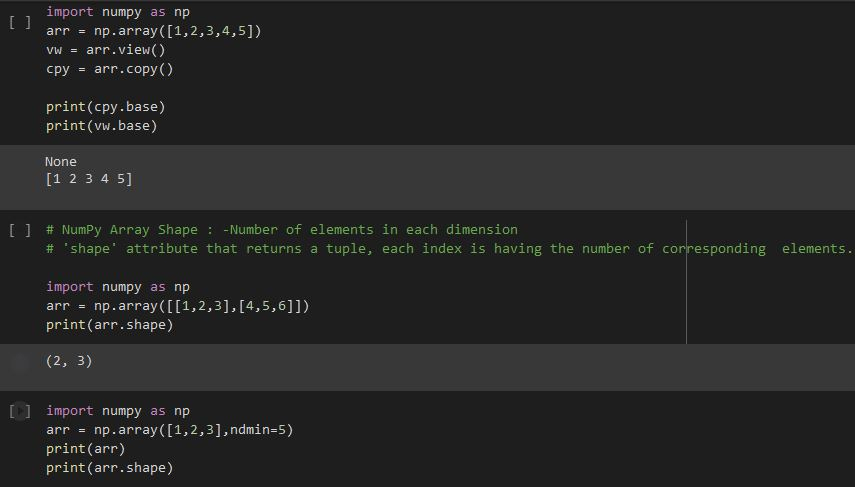 import numpy as np
[ ] arr = np.array([1,2,3,4,5])
vw = arr.view()
cpy = arr.copy()
print(cpy.base)
print(vw.base)
None
[1 2 3 4 5]
[ ] # NumPy Array Shape : -Number of elements in each dimension
# 'shape' attribute that returns a tuple, each index is having the number of corresponding  elements.
import numpy as np
arr = np.array([[1,2,3],[4,5,6]])
print(arr.shape)
(2, 3)
[ ] import numpy as np
arr = np.array([1,2,3],ndmin=5)
print(arr)
print(arr.shape)